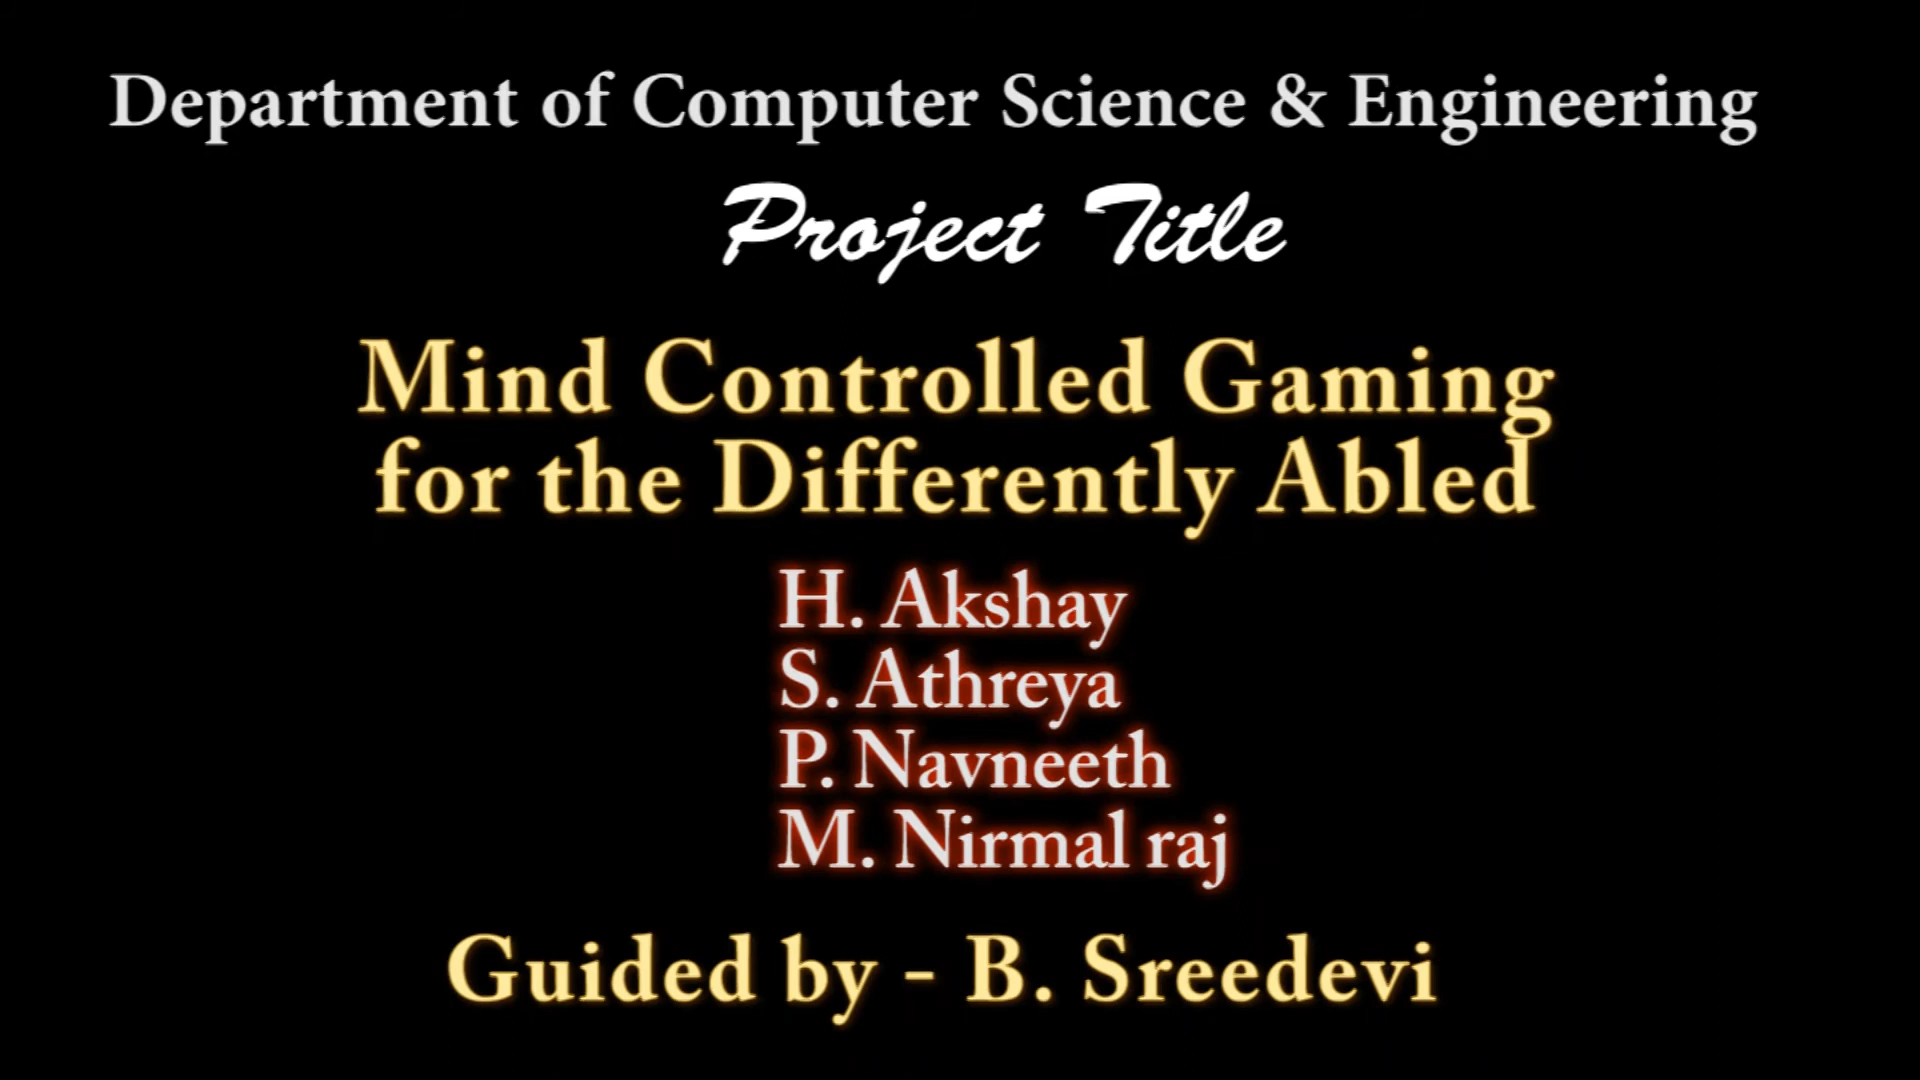 Department of Computer Science & Engineering
Project Title
Mind Controlled Gaming
for the Differently Abled
H. Akshay
S. Athreya
P. Navneeth
M. Nirmal raj
Guided by - B. Sreedevi